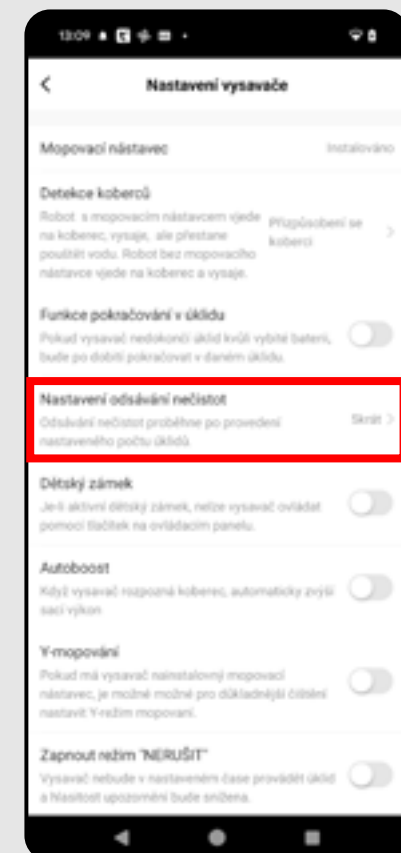 13:09
Nastavení vysavače
Mopovací nástavec Instalováno
Detekce koberců
Robot s mopovacím nástavcem vjede
na koberec, vysaje, ale přestane
pouštět vodu. Robot bez mopovacího
nástavce vjede na koberec a vysaje.
Přizpůsobení se
koberci
Funkce pokračování v úklidu
Pokud vysavač nedokončí úklid kvůli vybité baterii,
bude po dobití pokračovat v daném úklidu.
Nastavení odsávání nečistot
Odsávání nečistot proběhne po provedení
nastaveného počtu úklidů.
Skrýt
Dětský zámek
Je-li aktivní dětský zámek, nelze vysavač ovládat
pomocí tlačítek na ovládacím panelu.
Autoboost
Když vysavač rozpozná koberec, automaticky zvýší
sací výkon
Y-mopování
Pokud má vysavač nainstalovný mopovací
nástavec, je možné možné pro důkladnější čištění
nastavit Y-režim mopovaní.
Zapnout režim "NERUŠIT"
Vysavač nebude v nastaveném čase provádět úklid
a hlasitost upozornění bude snížena.